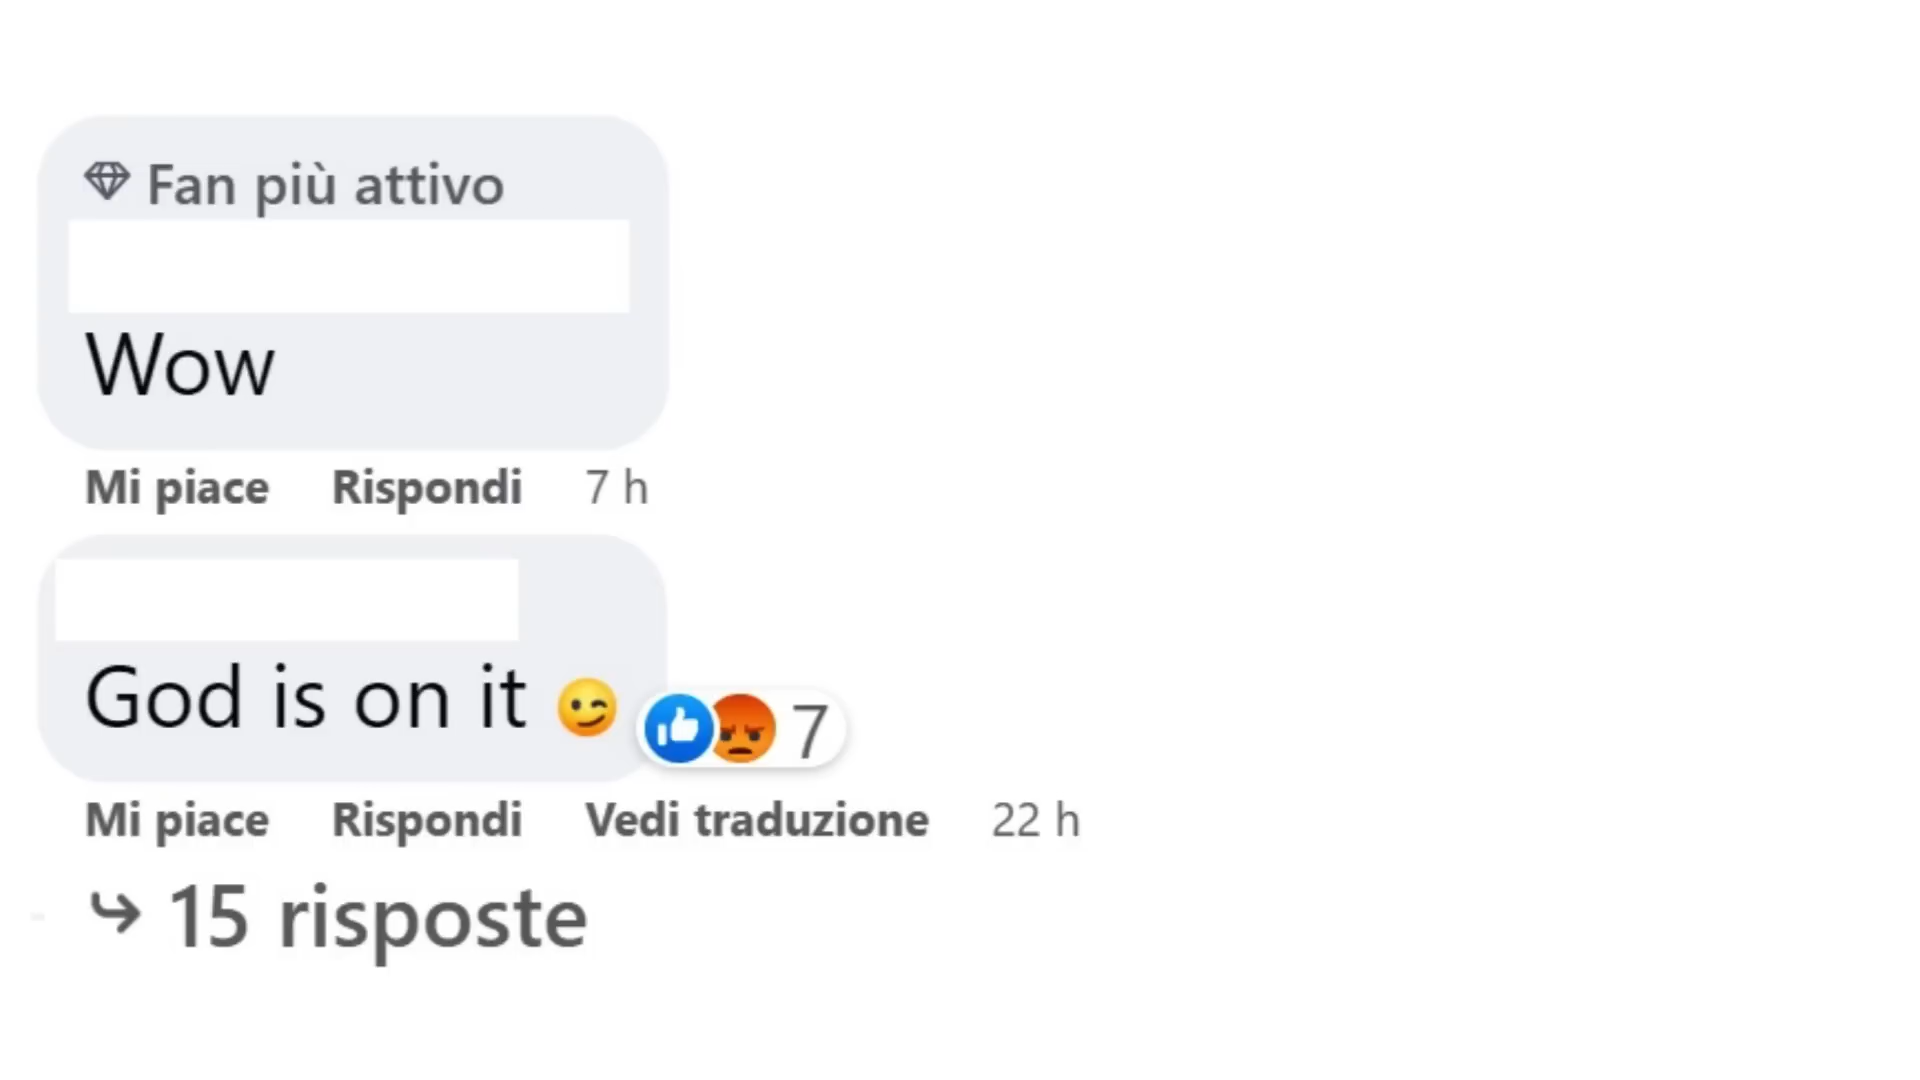 Fan più attivo
Wow
Mi piace Rispondi 7 h
God is on it 😉 7
Mi piace Rispondi Vedi traduzione 22 h
15 risposte